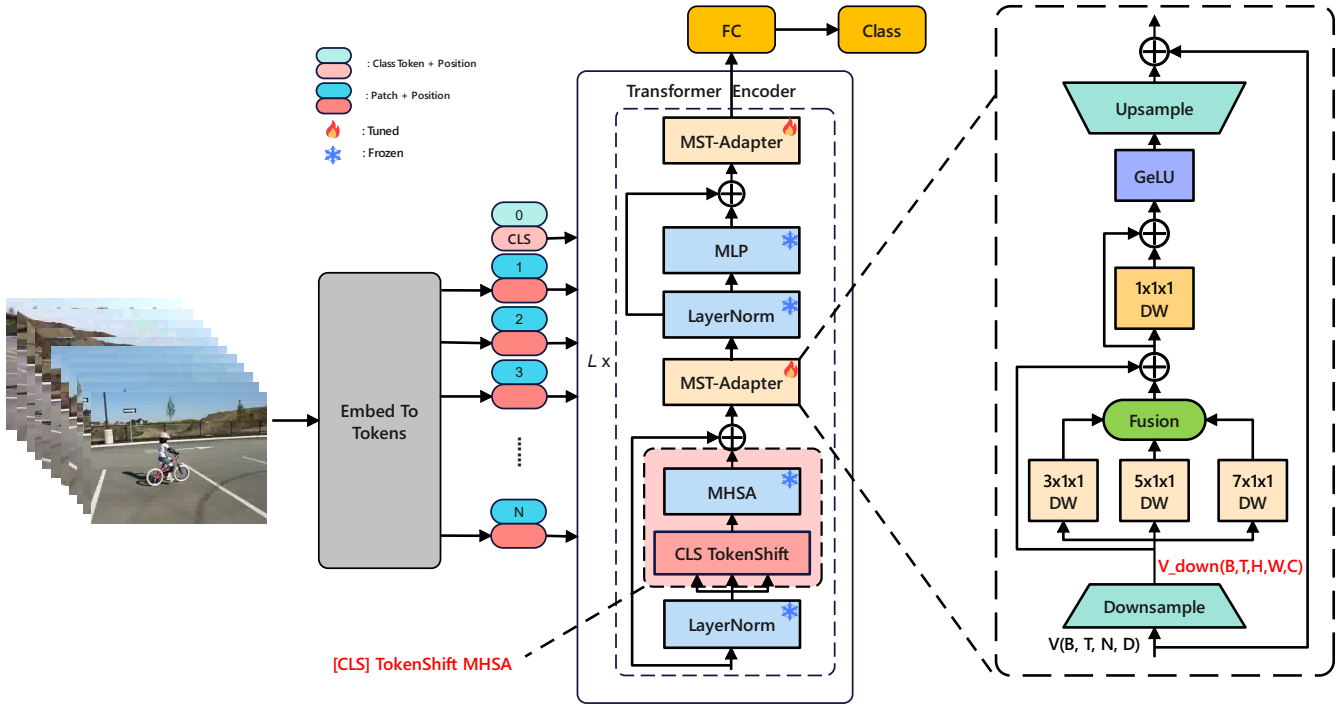 FC
Class
: Class Token + Position
: Patch + Position
: Tuned
: Frozen
Transformer Encoder
MST-Adapter
MLP
LayerNorm
L x
MST-Adapter
MHSA
CLS TokenShift
LayerNorm
[CLS] TokenShift MHSA
0
CLS
1
2
3
N
Embed To
Tokens
Upsample
GeLU
1x1x1
DW
Fusion
3x1x1
DW
5x1x1
DW
7x1x1
DW
V_down(B,T,H,W,C)
Downsample
V(B, T, N, D)